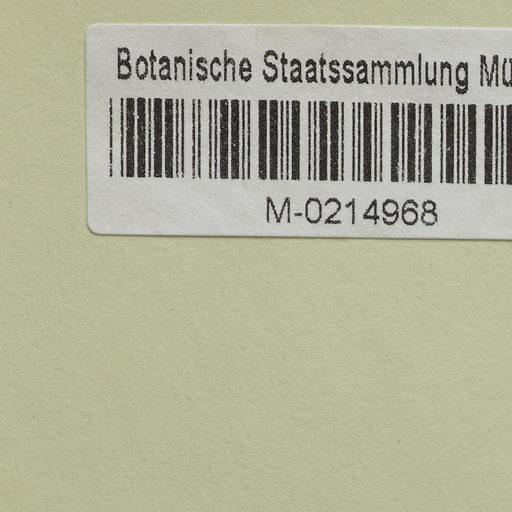 Botanische Staatssammlung Mü
M-0214968